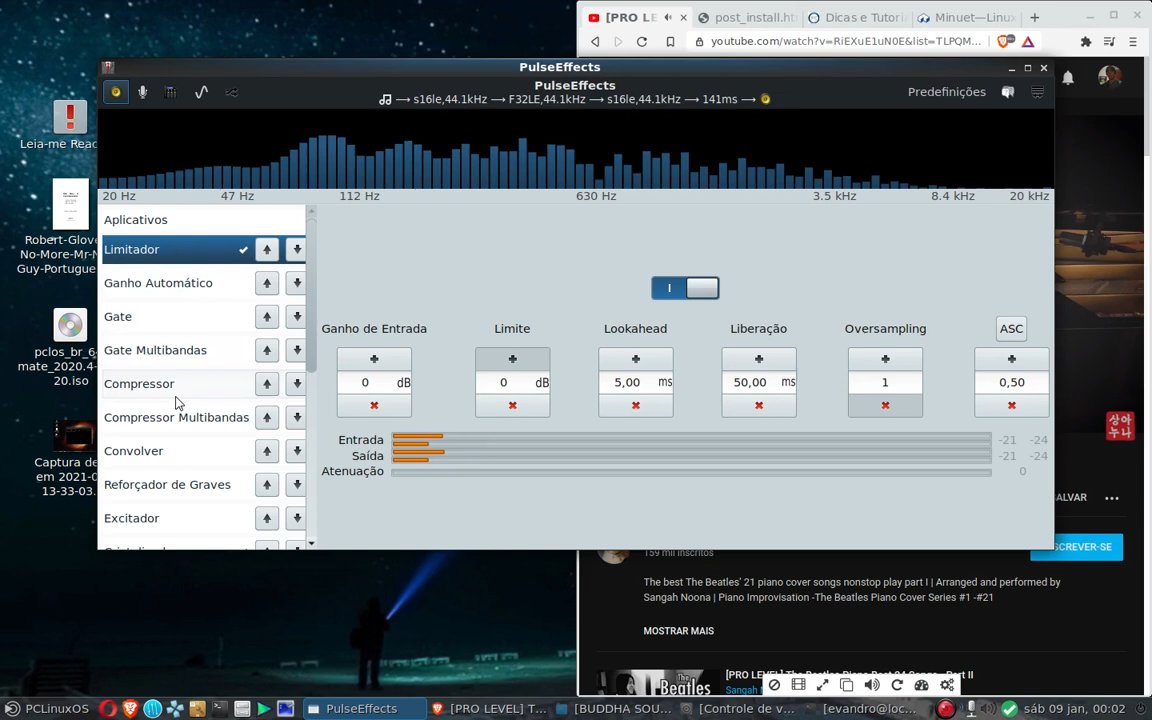 [PRO LE
post_install.ht
Dicas e Tutori
Minuet—Linux
youtube.com/watch?v=RiEXuE1uN0E&list=TLPQM...
PulseEffects
PulseEffects
s16le,44.1kHz → F32LE,44.1kHz → s16le,44.1kHz → 141ms →
Predefinições
20 Hz 47 Hz 112 Hz 630 Hz 3.5 kHz 8.4 kHz 20 kHz
Leia-me Read
Robert-Glove
No-More-Mr-N
Guy-Portugue
pclos_br_6
mate_2020.4-
20.iso
Captura de
em 2021-0
13-33-03.
Aplicativos
Limitador
Ganho Automático
Gate
Gate Multibandas
Compressor
Compressor Multibandas
Convolver
Reforçador de Graves
Excitador
Ganho de Entrada Limite Lookahead Liberação Oversampling ASC
0 dB 0 dB 5,00 ms 50,00 ms 1 0,50
Entrada -21 -24
Saída -21 -24
Atenuação 0
상아
누나
ALVAR
SCREVER-SE
159 mil inscritos
The best The Beatles’ 21 piano cover songs nonstop play part I | Arranged and performed by
Sangah Noona | Piano Improvisation -The Beatles Piano Cover Series #1 -#21
MOSTRAR MAIS
The Beatles
Sanga
PCLinuxOS
PulseEffects
[PRO LEVEL] T...
[BUDDHA SOU...
[Controle de v...
[evandro@loc...
sáb 09 jan, 00:02